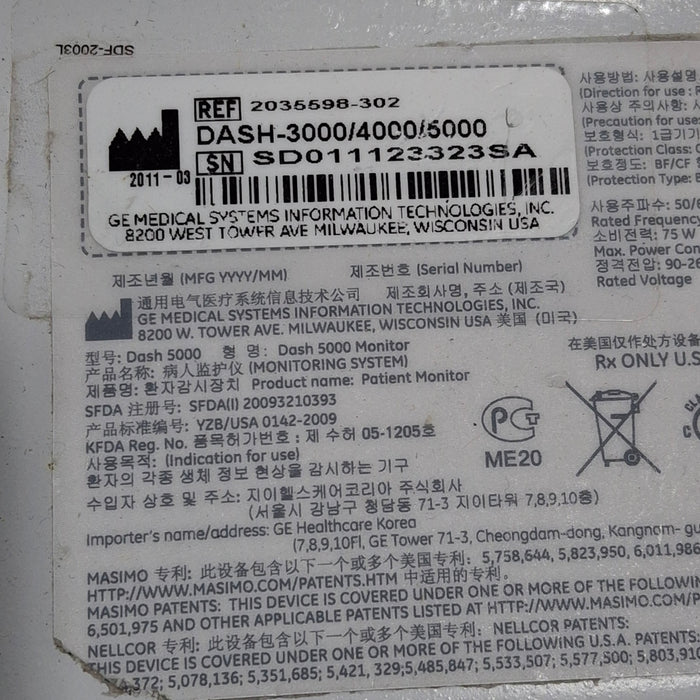 SDF-2003L
REF 2035598-302
DASH-3000/4000/5000
SN SD011123323SA
2011-03
GE MEDICAL SYSTEMS INFORMATION TECHNOLOGIES, INC.
8200 WEST TOWER AVE MILWAUKEE, WISCONSIN USA
사용방법: 사용설명
(Direction for use:
사용상 주의사항:
(Precaution for use:
보호형식: 1급기기
(Protection Class:
보호정도: BF/CF
(Protection Type:
사용주파수: 50/6
Rated Frequency
소비전력: 75 W
Max. Power Con
정격전압: 90-26
Rated Voltage
제조년월 (MFG YYYY/MM) 제조번호 (Serial Number)
通用电气医疗系统信息技术公司 제조회사명, 주소 (제조국)
GE MEDICAL SYSTEMS INFORMATION TECHNOLOGIES, INC.
8200 W. TOWER AVE. MILWAUKEE, WISCONSIN USA 美国 (미국)
型号: Dash 5000 형 명: Dash 5000 Monitor
产品名称: 病人监护仪 (MONITORING SYSTEM)
제품명: 환자감시장치 Product name: Patient Monitor
SFDA 注册号: SFDA(I) 20093210393
产品标准编号: YZB/USA 0142-2009
KFDA Reg. No. 품목허가번호 : 제 수허 05-1205호
사용목적: (Indication for use)
환자의 각종 생체 정보 현상을 감시하는 기구
在美国仅作处方设备
Rx ONLY U.S
ME20
수입자 상호 및 주소: 지이헬스케어코리아 주식회사
(서울시 강남구 청담동 71-3 지이타워 7,8,9,10층)
Importer's name/address: GE Healthcare Korea
(7,8,9,10Fl, GE Tower 71-3, Cheongdam-dong, Kangnam- gu
MASIMO 专利: 此设备包含以下一个或多个美国专利: 5,758,644, 5,823,950, 6,011,986
HTTP://WWW.MASIMO.COM/PATENTS.HTM 中适用的专利.
MASIMO PATENTS: THIS DEVICE IS COVERED UNDER ONE OR MORE OF THE FOLLOWI
6,501,975 AND OTHER APPLICABLE PATENTS LISTED AT HTTP://WWW.MASIMO.COM/P
NELLCOR 专利: 此设备包含以下一个或多个美国专利: NELLCOR PATENTS:
THIS DEVICE IS COVERED UNDER ONE OR MORE OF THE FOLLOWING U.S.A. PATENTS:
372; 5,078,136; 5,351,685; 5,421, 329;5,485,847; 5,533,507; 5,577,500; 5,803,910